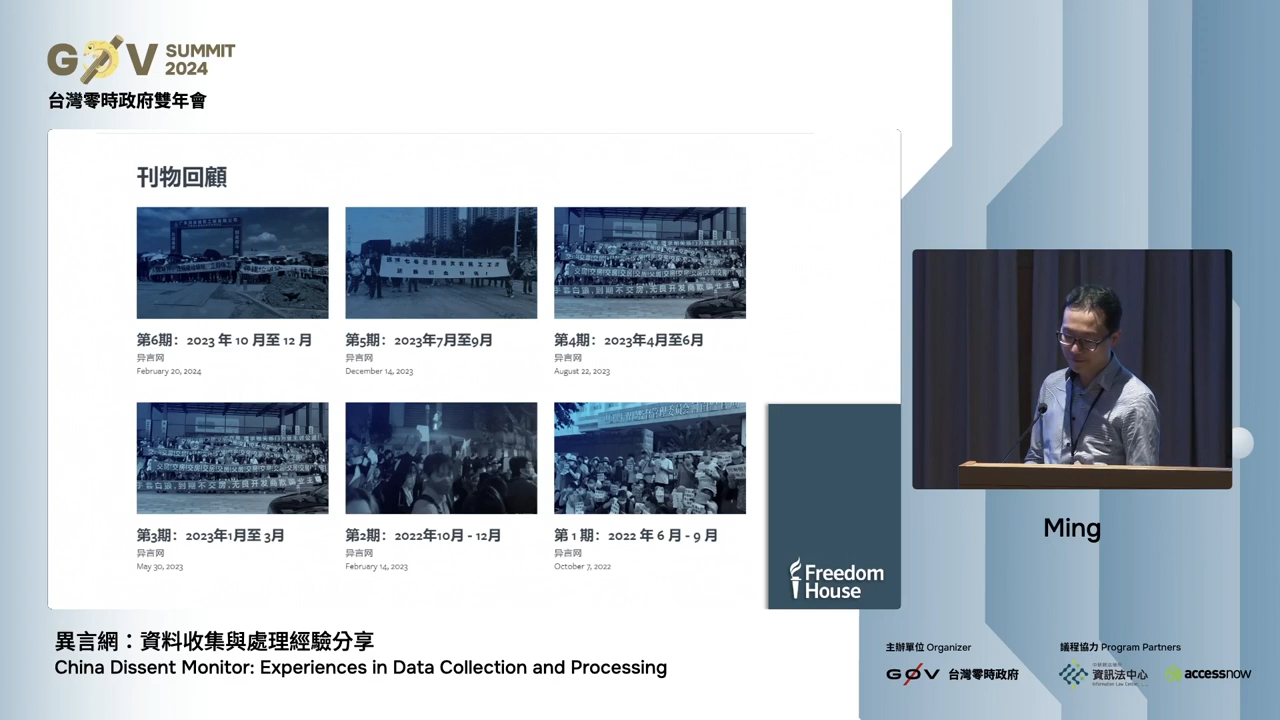 G0V SUMMIT 2024
台灣零時政府雙年會
刊物回顧
第6期：2023 年 10 月至 12 月
异言网
February 20, 2024
第5期：2023年7月至9月
异言网
December 14, 2023
第4期：2023年4月至6月
异言网
August 22, 2023
第3期：2023年1月至 3月
异言网
May 30, 2023
第2期：2022年10月 - 12月
异言网
February 14, 2023
第 1 期：2022 年 6 月 - 9 月
异言网
October 7, 2022
Freedom House
Ming
異言網：資料收集與處理經驗分享
China Dissent Monitor: Experiences in Data Collection and Processing
主辦單位 Organizer
G0V 台灣零時政府
議程協力 Program Partners
資訊法中心
Information Law Center
accessnow